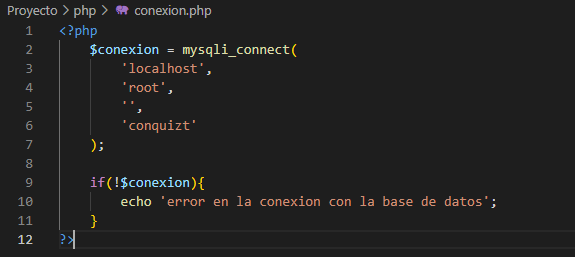 Proyecto > php > conexion.php
1 <?php
2 $conexion = mysqli_connect(
3 'localhost',
4 'root',
5 '',
6 'conquizt'
7 );
8
9 if(!$conexion){
10 echo 'error en la conexion con la base de datos';
11 }
12 ?>